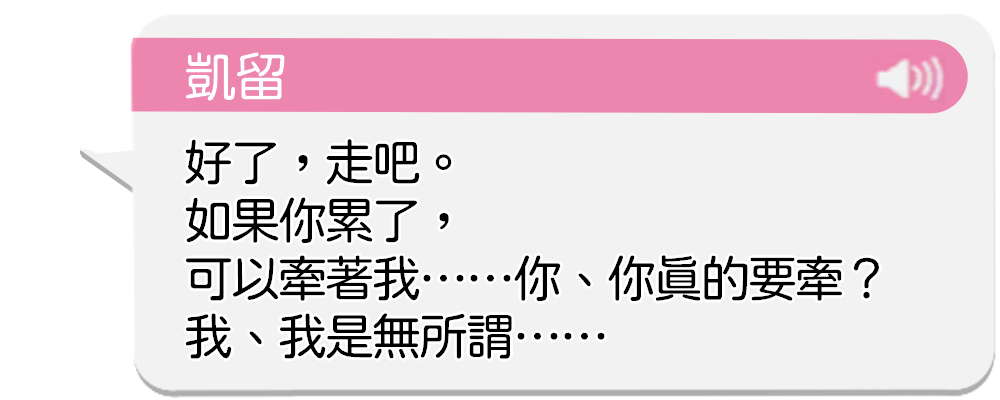 凱留
好了，走吧。
如果你累了，
可以牽著我……你、你真的要牽？
我、我是無所謂……